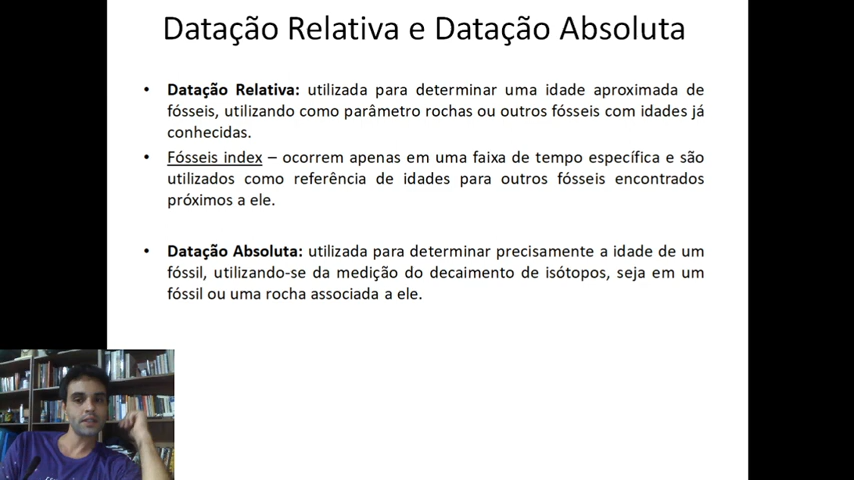 Datação Relativa e Datação Absoluta
• Datação Relativa: utilizada para determinar uma idade aproximada de
fósseis, utilizando como parâmetro rochas ou outros fósseis com idades já
conhecidas.
• Fósseis index – ocorrem apenas em uma faixa de tempo específica e são
utilizados como referência de idades para outros fósseis encontrados
próximos a ele.
• Datação Absoluta: utilizada para determinar precisamente a idade de um
fóssil, utilizando-se da medição do decaimento de isótopos, seja em um
fóssil ou uma rocha associada a ele.